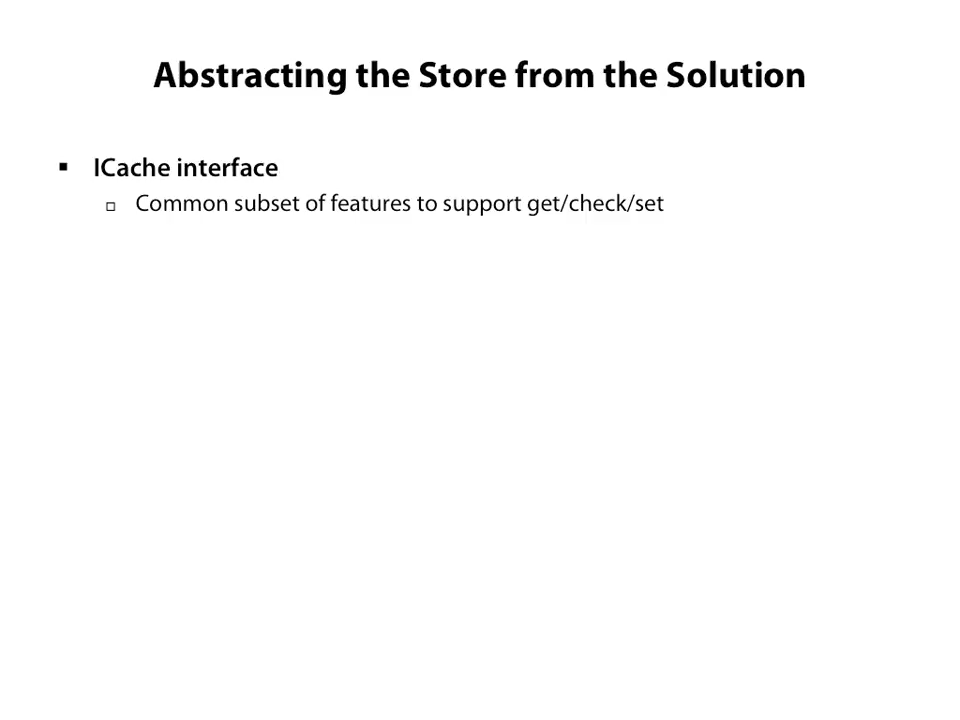 Abstracting the Store from the Solution
▪ ICache interface
▫ Common subset of features to support get/check/set